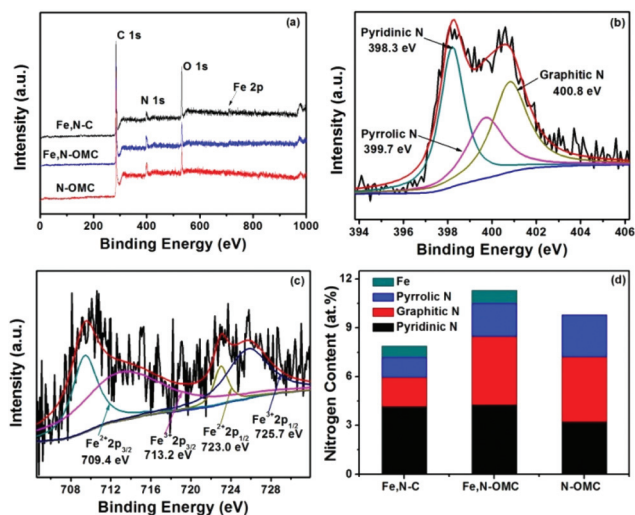 (a)
C 1s
O 1s
N 1s
Fe 2p
Fe,N-C
Fe,N-OMC
N-OMC
Intensity (a.u.)
0 200 400 600 800 1000
Binding Energy (eV)
(b)
Pyridinic N
398.3 eV
Graphitic N
400.8 eV
Pyrrolic N
399.7 eV
Intensity (a.u.)
394 396 398 400 402 404 406
Binding Energy (eV)
(c)
Fe²⁺2p₃/₂
709.4 eV
Fe³⁺2p₃/₂
713.2 eV
Fe²⁺2p₁/₂
723.0 eV
Fe³⁺2p₁/₂
725.7 eV
Intensity (a.u.)
708 712 716 720 724 728
Binding Energy (eV)
(d)
Fe
Pyrrolic N
Graphitic N
Pyridinic N
Nitrogen Content (at.%)
12
9
6
3
0
Fe,N-C Fe,N-OMC N-OMC